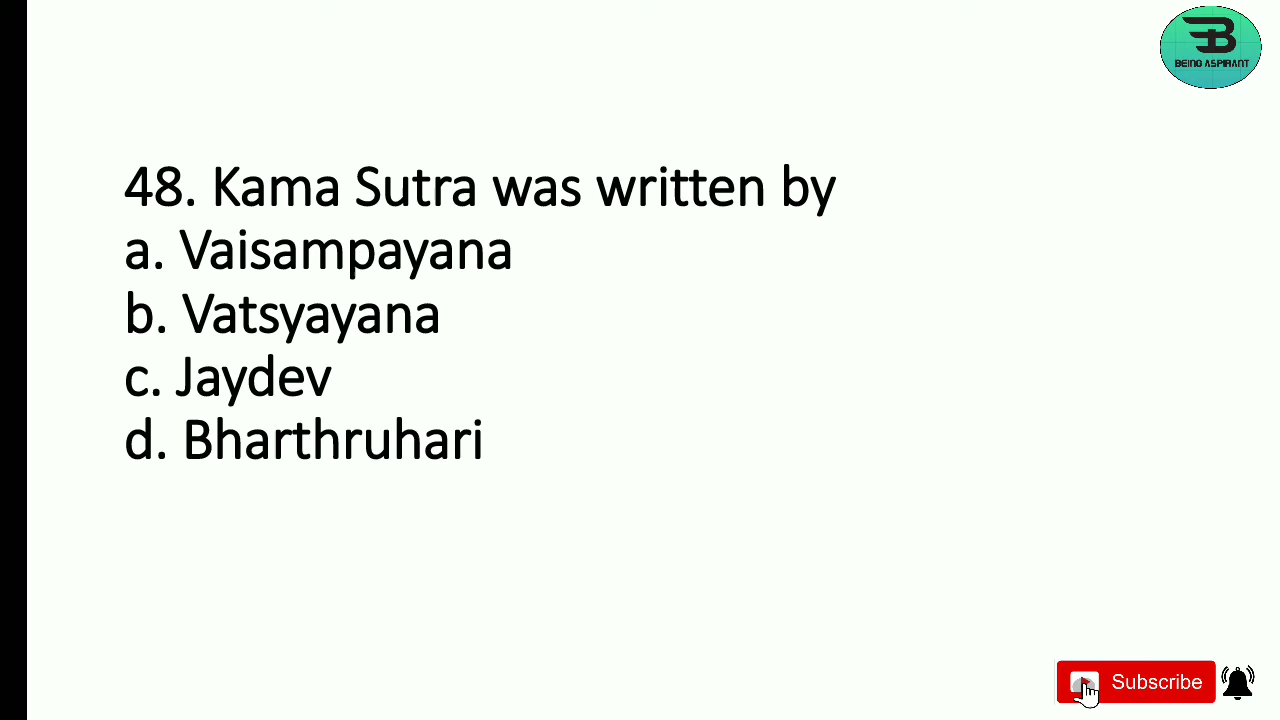 BEING ASPIRANT
48. Kama Sutra was written by
a. Vaisampayana
b. Vatsyayana
c. Jaydev
d. Bharthruhari
Subscribe